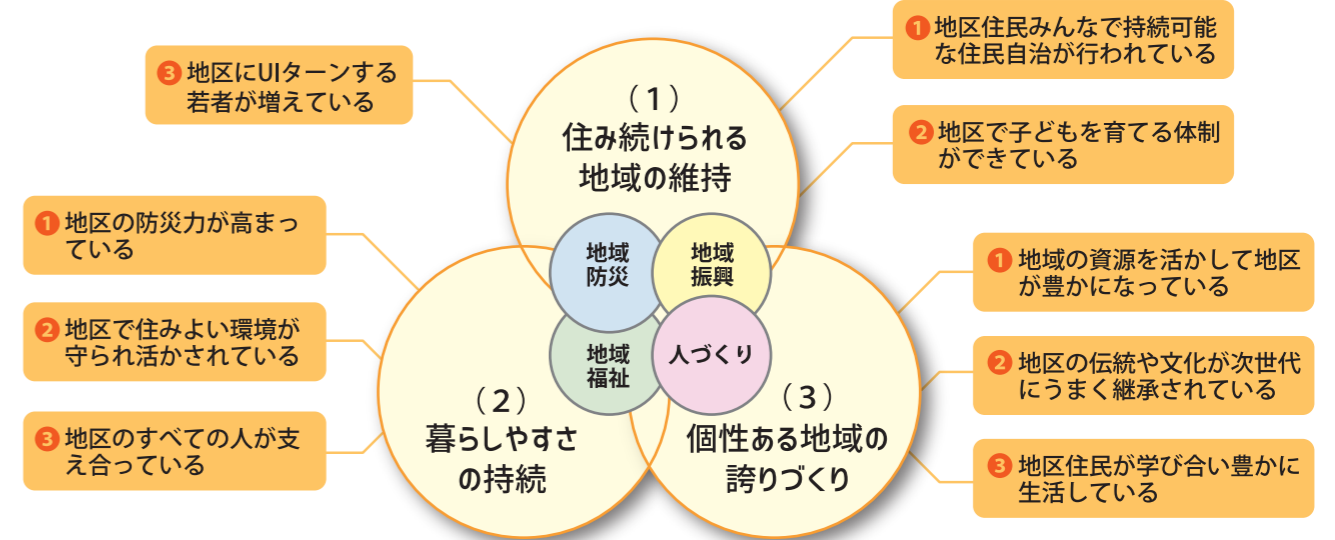 ❶地区住民みんなで持続可能
な住民自治が行われている
❷地区で子どもを育てる体制
ができている
❸地区にUIターンする
若者が増えている
（１）
住み続けられる
地域の維持
地域
防災
地域
振興
地域
福祉
人づくり
❶地区の防災力が高まっ
ている
❷地区で住みよい環境が
守られ活かされている
❸地区のすべての人が支
え合っている
（２）
暮らしやすさ
の持続
（３）
個性ある地域の
誇りづくり
❶地域の資源を活かして地区
が豊かになっている
❷地区の伝統や文化が次世代
にうまく継承されている
❸地区住民が学び合い豊かに
生活している